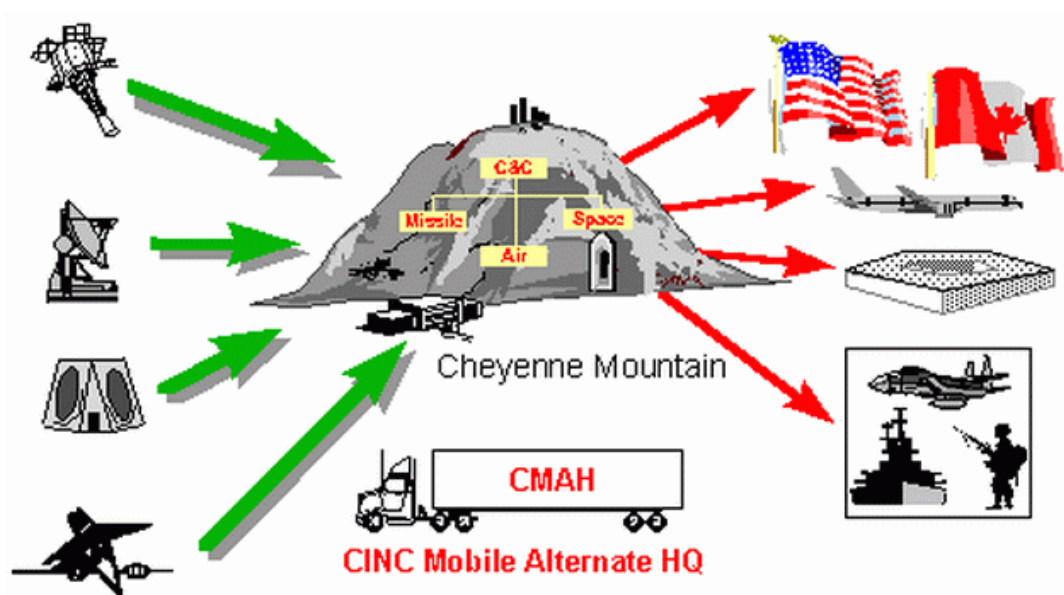 C&C
Missile
Space
Air
Cheyenne Mountain
CMAH
CINC Mobile Alternate HQ